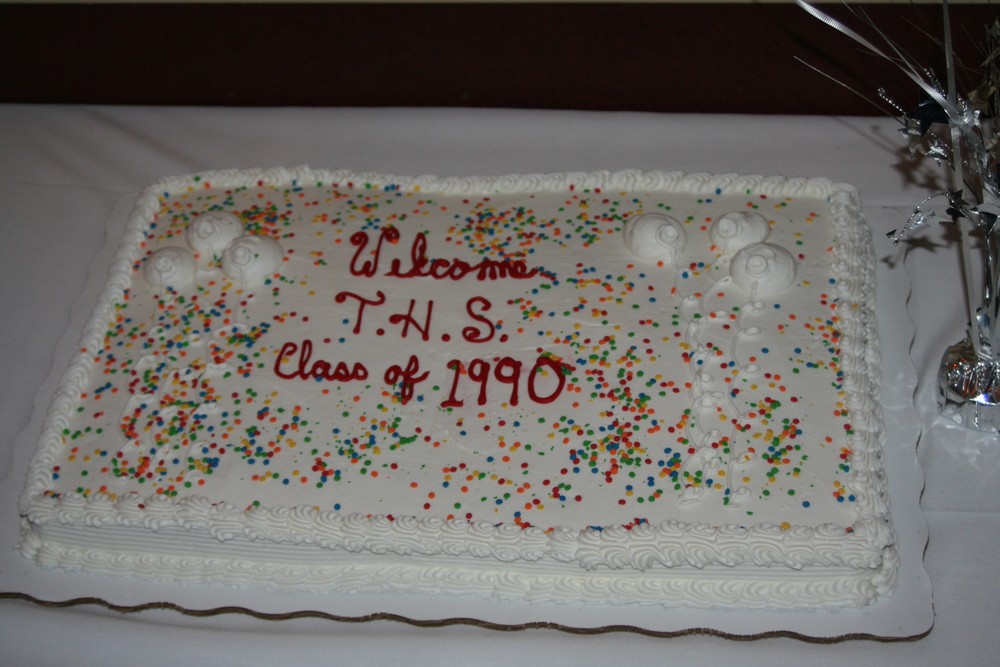 Welcome
T.H.S.
Class of 1990